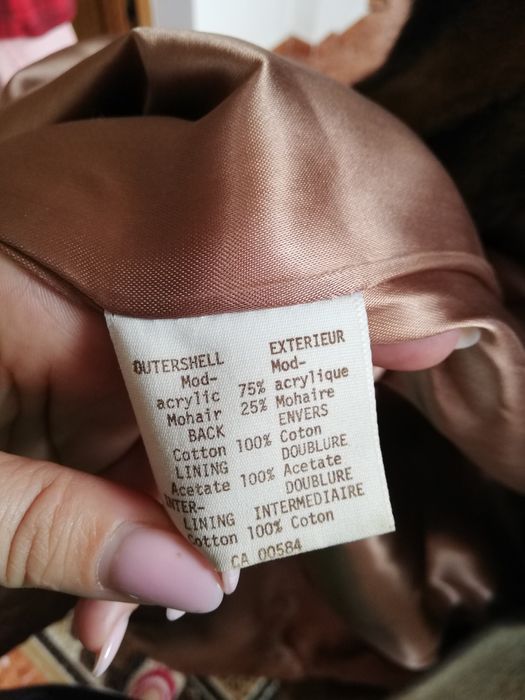 OUTERSHELL EXTERIEUR
Mod- Mod-
acrylic 75% acrylique
Mohair 25% Mohaire
BACK ENVERS
Cotton 100% Coton
LINING DOUBLURE
Acetate 100% Acetate
INTER- DOUBLURE
LINING INTERMEDIAIRE
Cotton 100% Coton
CA 00584